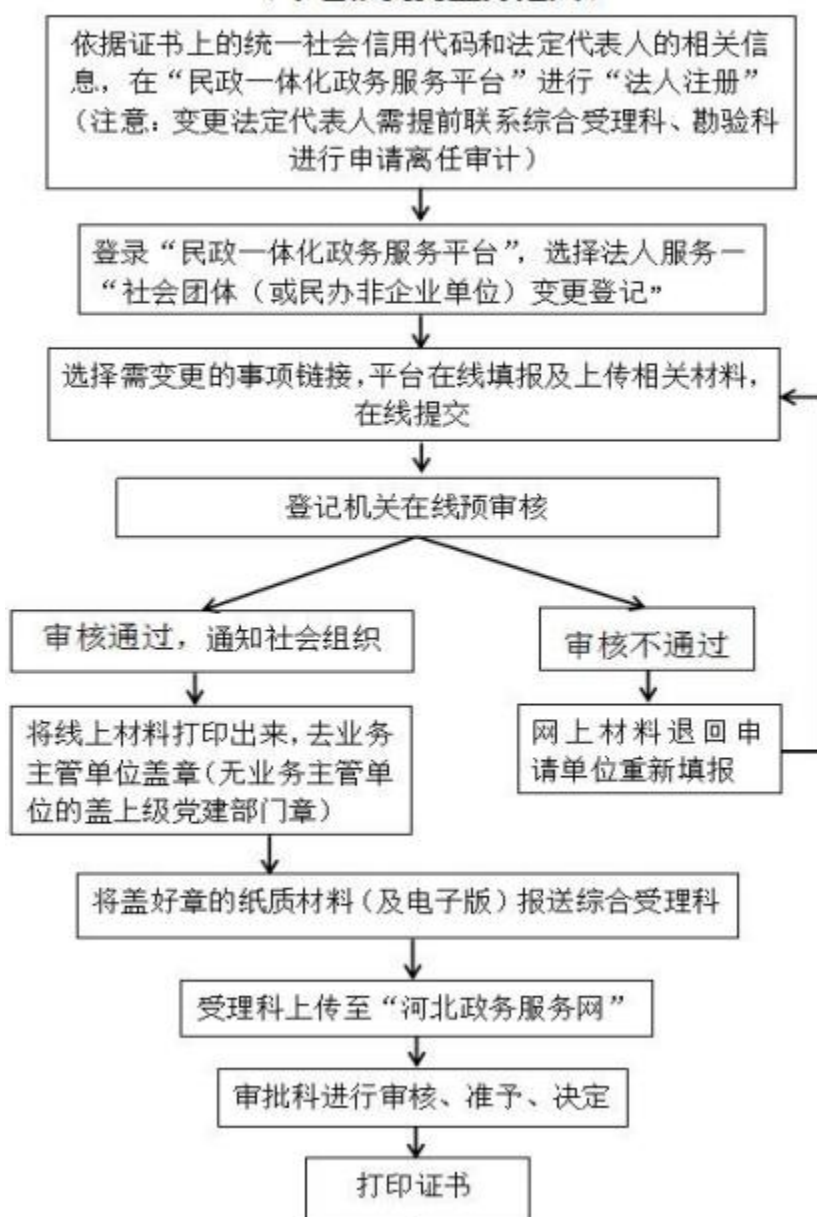 依据证书上的统一社会信用代码和法定代表人的相关信
息，在“民政一体化政务服务平台”进行“法人注册”
（注意：变更法定代表人需提前联系综合受理科、勘验科
进行申请离任审计）
登录“民政一体化政务服务平台”，选择法人服务—
“社会团体（或民办非企业单位）变更登记”
选择需变更的事项链接，平台在线填报及上传相关材料，
在线提交
登记机关在线预审核
审核通过，通知社会组织
审核不通过
将线上材料打印出来，去业务
主管单位盖章（无业务主管单
位的盖上级党建部门章）
网上材料退回申
请单位重新填报
将盖好章的纸质材料（及电子版）报送综合受理科
受理科上传至“河北政务服务网”
审批科进行审核、准予、决定
打印证书